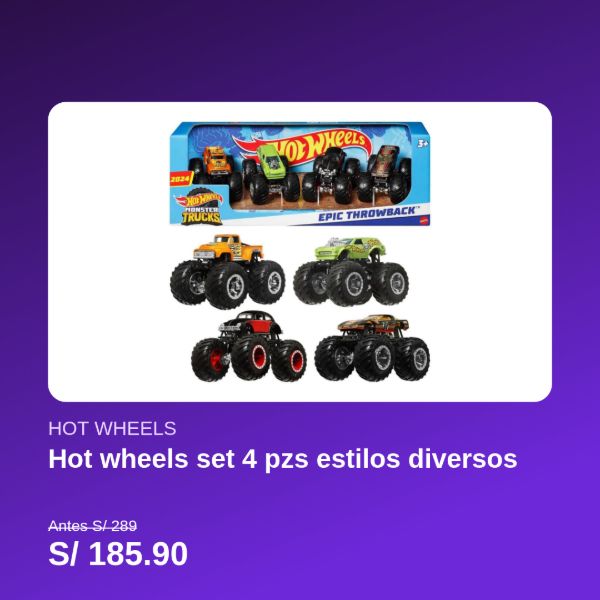 HOT WHEELS
3+
2024
HOT WHEELS
MONSTER
TRUCKS
EPIC THROWBACK™
HOT WHEELS
Hot wheels set 4 pzs estilos diversos
Antes S/ 289
S/ 185.90